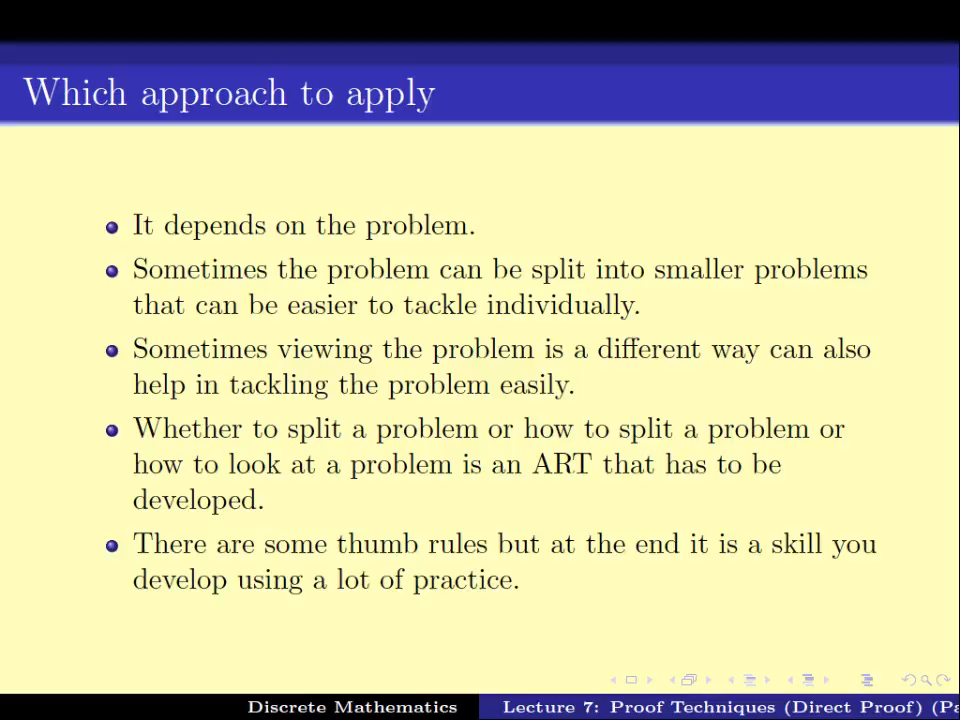 Which approach to apply
It depends on the problem.
Sometimes the problem can be split into smaller problems
that can be easier to tackle individually.
Sometimes viewing the problem is a different way can also
help in tackling the problem easily.
Whether to split a problem or how to split a problem or
how to look at a problem is an ART that has to be
developed.
There are some thumb rules but at the end it is a skill you
develop using a lot of practice.
Discrete Mathematics
Lecture 7: Proof Techniques (Direct Proof) (Pa